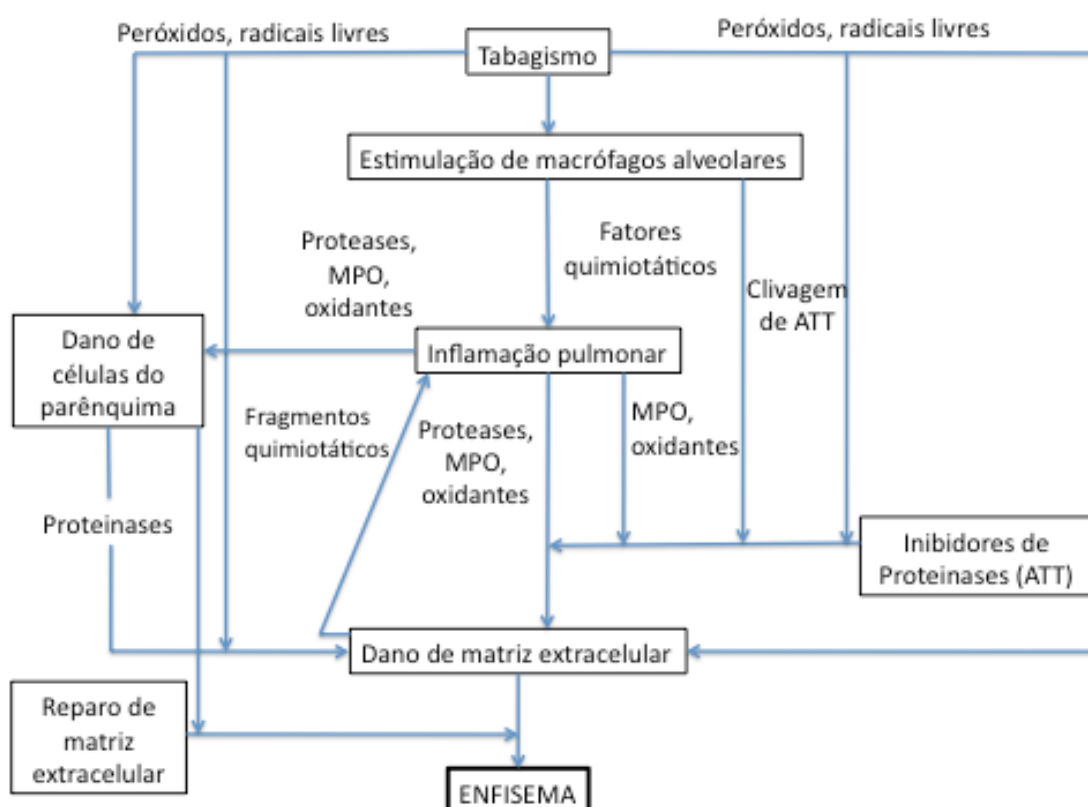 Peróxidos, radicais livres
Tabagismo
Peróxidos, radicais livres
Estimulação de macrófagos alveolares
Proteases,
MPO,
oxidantes
Fatores
quimiotáticos
Clivagem
de ATT
Dano de
células do
parênquima
Inflamação pulmonar
Fragmentos
quimiotáticos
Proteases,
MPO,
oxidantes
MPO,
oxidantes
Proteinases
Inibidores de
Proteinases (ATT)
Dano de matriz extracelular
Reparo de
matriz
extracelular
ENFISEMA